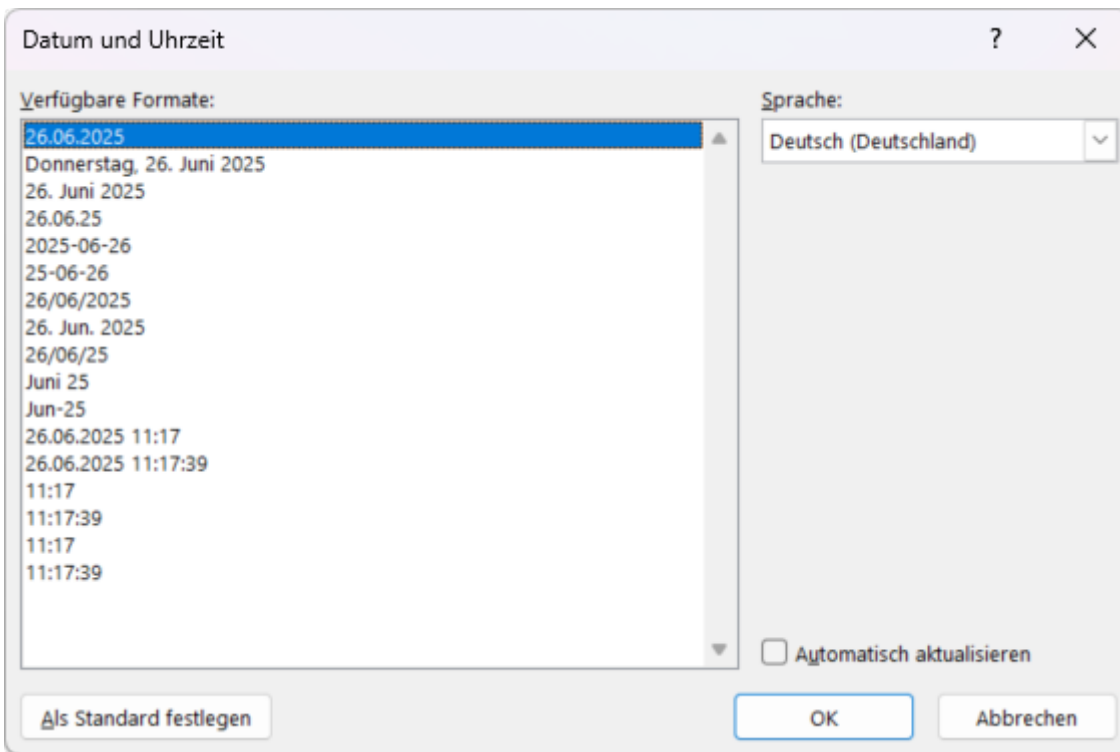 Datum und Uhrzeit
?
Verfügbare Formate:
Sprache:
26.06.2025
Deutsch (Deutschland)
Donnerstag, 26. Juni 2025
26. Juni 2025
26.06.25
2025-06-26
25-06-26
26/06/2025
26. Jun. 2025
26/06/25
Juni 25
Jun-25
26.06.2025 11:17
26.06.2025 11:17:39
11:17
11:17:39
11:17
11:17:39
Automatisch aktualisieren
Als Standard festlegen
OK
Abbrechen